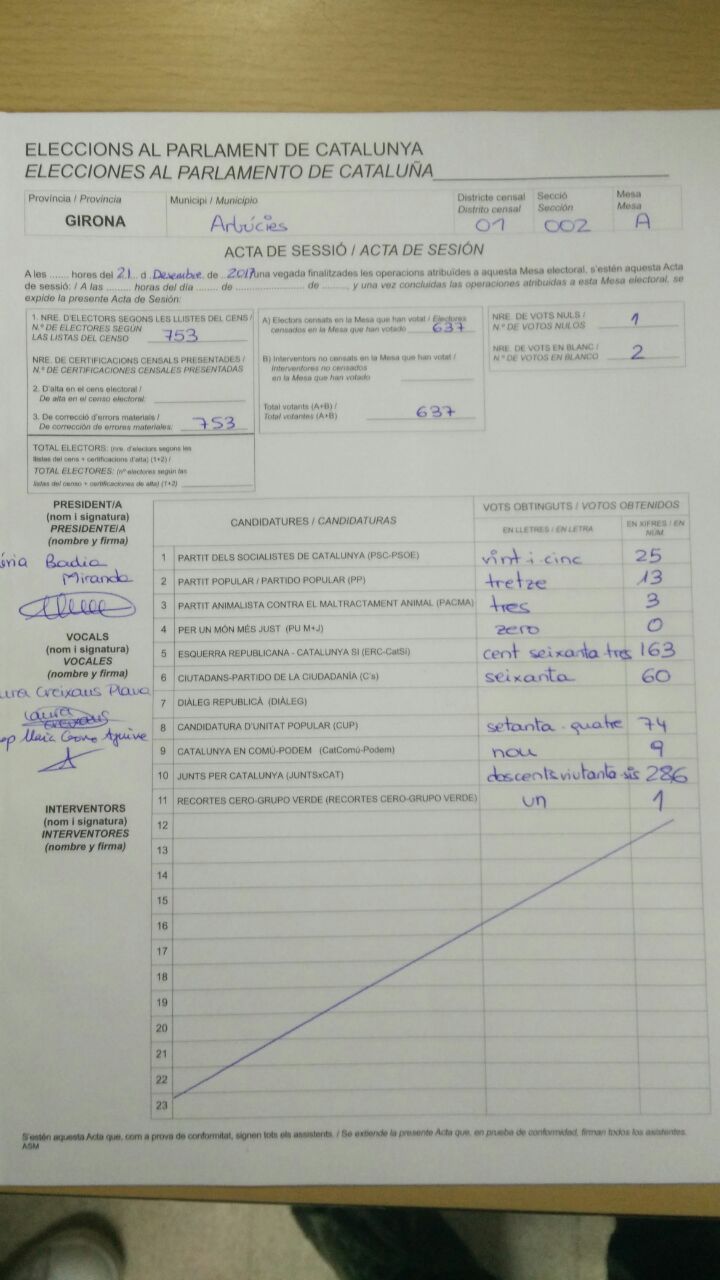 ELECCIONS AL PARLAMENT DE CATALUNYA
ELECCIONES AL PARLAMENTO DE CATALUÑA
Província / Provincia
GIRONA
Municipi / Municipio
Arbúcies
Districte censal
Distrito censal
01
Secció
Sección
002
Mesa
Mesa
A
ACTA DE SESSIÓ / ACTA DE SESIÓN
A les ....... hores del 21 d Desembre de 2017 una vegada finalitzades les operacions atribuïdes a aquesta Mesa electoral, s'estén aquesta Acta
de sessió: / A las ........ horas del día ....... de .................. de ......., y una vez concluidas las operaciones atribuidas a esta Mesa electoral, se
expide la presente Acta de Sesión:
1. NRE. D'ELECTORS SEGONS LES LLISTES DEL CENS /
N.º DE ELECTORES SEGÚN
LAS LISTAS DEL CENSO 753
NRE. DE CERTIFICACIONS CENSALS PRESENTADES /
N.º DE CERTIFICACIONES CENSALES PRESENTADAS
2. D'alta en el cens electoral /
De alta en el censo electoral:
3. De correcció d'errors materials /
De corrección de errores materiales: 753
TOTAL ELECTORS: (nre. d'electors segons les
llistas del cens + certificacions d'alta) (1+2) /
TOTAL ELECTORES: (nº electores según las
listas del censo + certificaciones de alta) (1+2)
A) Electors censats en la Mesa que han votat / Electores
censados en la Mesa que han votado 637
B) Interventors no censats en la Mesa que han votat /
Interventores no censados
en la Mesa que han votado
Total votants (A+B) /
Total votantes (A+B) 637
NRE. DE VOTS NULS /
N.º DE VOTOS NULOS 1
NRE. DE VOTS EN BLANC /
N.º DE VOTOS EN BLANCO 2
PRESIDENT/A
(nom i signatura)
PRESIDENTE/A
(nombre y firma)
Badia
Miranda
VOCALS
(nom i signatura)
VOCALES
(nombre y firma)
INTERVENTORS
(nom i signatura)
INTERVENTORES
(nombre y firma)
CANDIDATURES / CANDIDATURAS
VOTS OBTINGUTS / VOTOS OBTENIDOS
EN LLETRES / EN LETRA
EN XIFRES / EN NÚM.
1 PARTIT DELS SOCIALISTES DE CATALUNYA (PSC-PSOE) vint-i-cinc 25
2 PARTIT POPULAR / PARTIDO POPULAR (PP) tretze 13
3 PARTIT ANIMALISTA CONTRA EL MALTRACTAMENT ANIMAL (PACMA) tres 3
4 PER UN MÓN MÉS JUST (PU M+J) zero 0
5 ESQUERRA REPUBLICANA - CATALUNYA SI (ERC-CatSí) cent seixanta tres 163
6 CIUTADANS-PARTIDO DE LA CIUDADANÍA (C's) seixanta 60
7 DIÀLEG REPUBLICÀ (DIÀLEG)
8 CANDIDATURA D'UNITAT POPULAR (CUP) setanta-quatre 74
9 CATALUNYA EN COMÚ-PODEM (CatComú-Podem) nou 9
10 JUNTS PER CATALUNYA (JUNTSxCAT) doscents viutanta-sis 286
11 RECORTES CERO-GRUPO VERDE (RECORTES CERO-GRUPO VERDE) un 1
12
13
14
15
16
17
18
19
20
21
22
23
S'estén aquesta Acta que, com a prova de conformitat, signen tots els assistents. / Se extiende la presente Acta que, en prueba de conformidad, firman todos los asistentes.
ASM